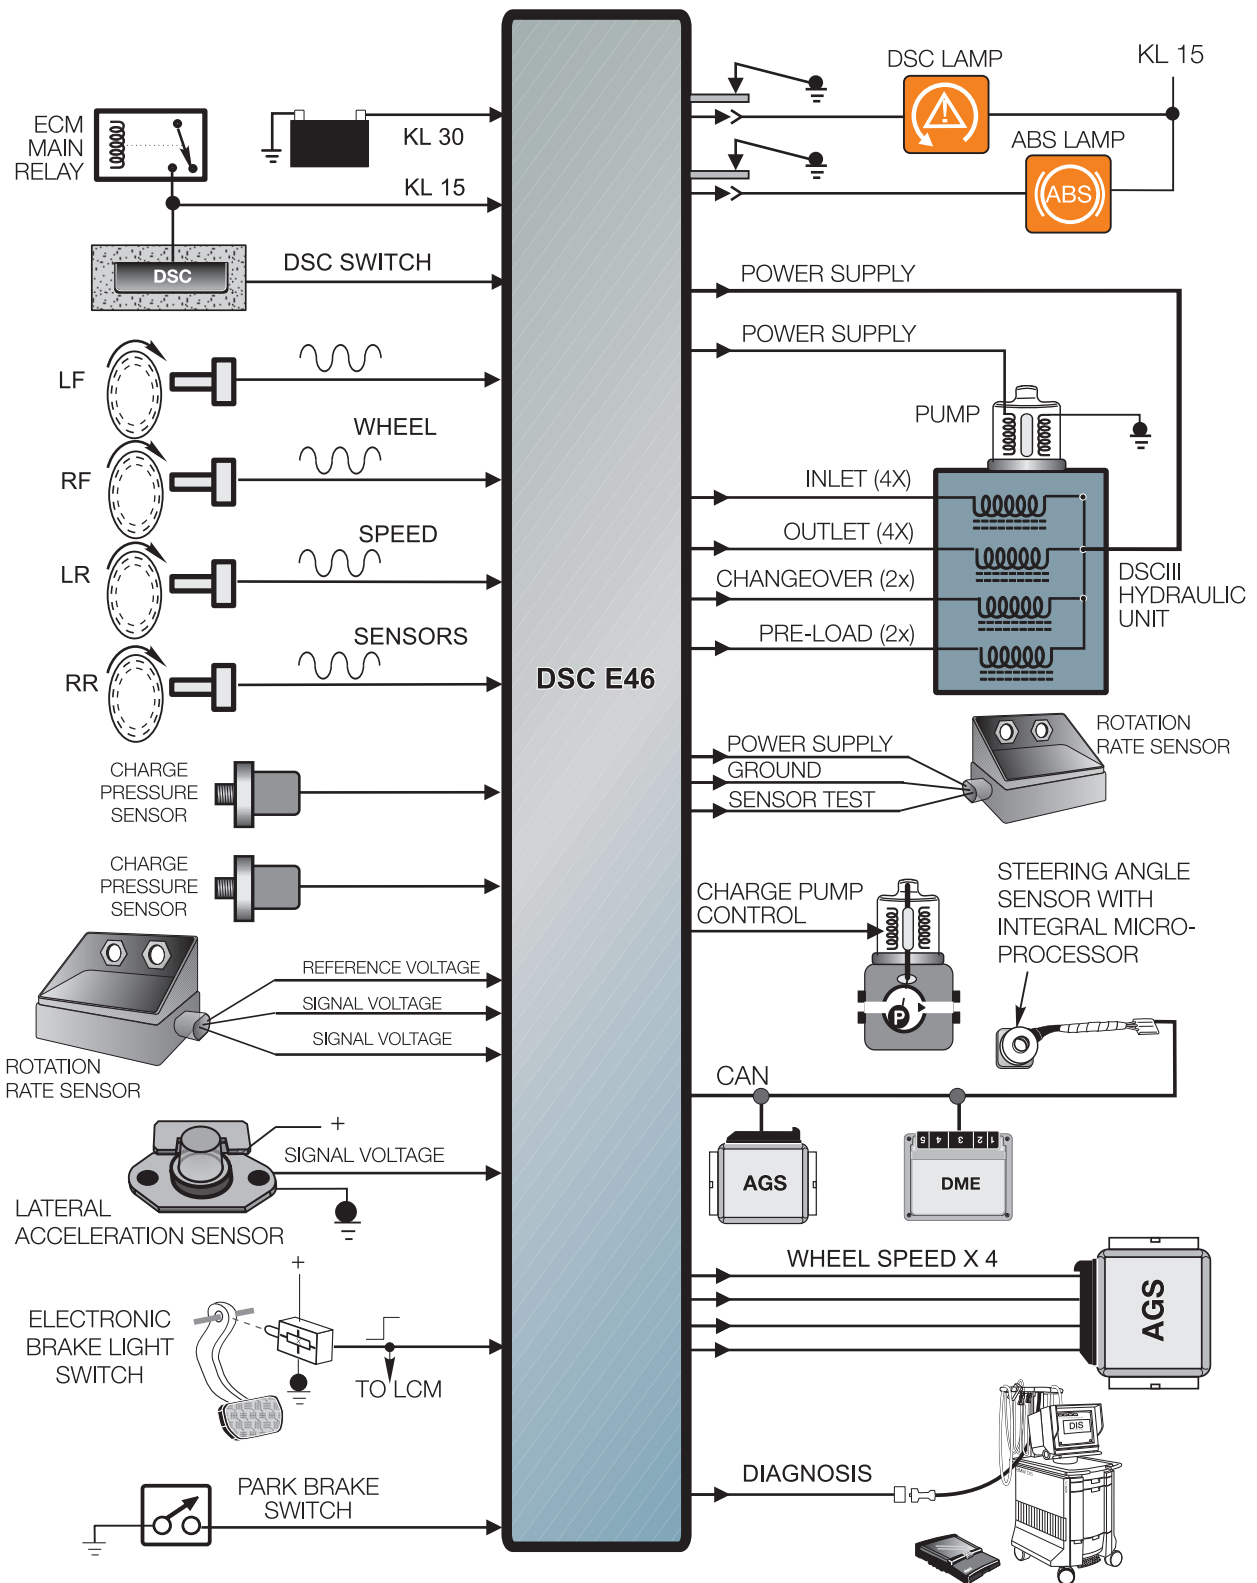 ECM
MAIN
RELAY
KL 30
KL 15
DSC SWITCH
DSC
LF
WHEEL
RF
SPEED
LR
SENSORS
RR
CHARGE
PRESSURE
SENSOR
CHARGE
PRESSURE
SENSOR
REFERENCE VOLTAGE
SIGNAL VOLTAGE
SIGNAL VOLTAGE
ROTATION
RATE SENSOR
+
SIGNAL VOLTAGE
LATERAL
ACCELERATION SENSOR
+
ELECTRONIC
BRAKE LIGHT
SWITCH
TO LCM
PARK BRAKE
SWITCH
DSC E46
DSC LAMP
KL 15
ABS LAMP
ABS
POWER SUPPLY
POWER SUPPLY
PUMP
INLET (4X)
OUTLET (4X)
CHANGEOVER (2x)
PRE-LOAD (2x)
DSCIII
HYDRAULIC
UNIT
ROTATION
RATE SENSOR
POWER SUPPLY
GROUND
SENSOR TEST
STEERING ANGLE
SENSOR WITH
INTEGRAL MICRO-
PROCESSOR
CHARGE PUMP
CONTROL
P
CAN
AGS
5 4 3 2 1
DME
WHEEL SPEED X 4
AGS
DIAGNOSIS
DIS